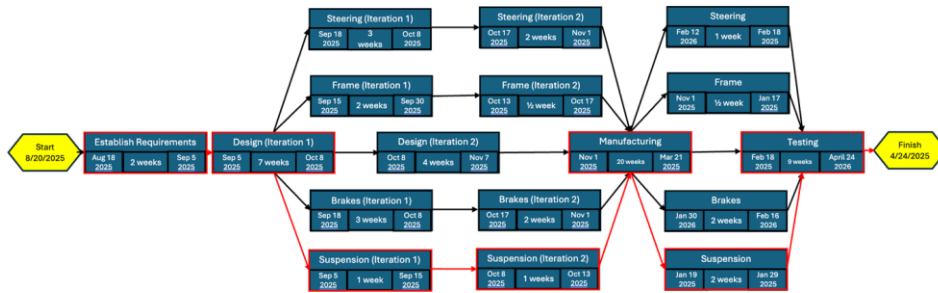 Steering (Iteration 1)
Sep 18 2025
3 weeks
Oct 8 2025
Steering (Iteration 2)
Oct 17 2025
2 weeks
Nov 1 2025
Steering
Feb 12 2026
1 week
Feb 18 2025
Frame (Iteration 1)
Sep 15 2025
2 weeks
Sep 30 2025
Frame (Iteration 2)
Oct 13 2025
½ week
Oct 17 2025
Frame
Nov 1 2025
½ week
Jan 17 2025
Start
8/20/2025
Establish Requirements
Aug 18 2025
2 weeks
Sep 5 2025
Design (Iteration 1)
Sep 5 2025
7 weeks
Oct 8 2025
Design (Iteration 2)
Oct 8 2025
4 weeks
Nov 7 2025
Manufacturing
Nov 1 2025
20 weeks
Mar 21 2025
Testing
Feb 18 2025
9 weeks
April 24 2026
Finish
4/24/2025
Brakes (Iteration 1)
Sep 18 2025
3 weeks
Oct 8 2025
Brakes (Iteration 2)
Oct 17 2025
2 weeks
Nov 1 2025
Brakes
Jan 30 2026
2 weeks
Feb 16 2026
Suspension (Iteration 1)
Sep 5 2025
1 week
Sep 15 2025
Suspension (Iteration 2)
Oct 6 2025
1 weeks
Oct 13 2025
Suspension
Jan 19 2025
2 weeks
Jan 29 2025